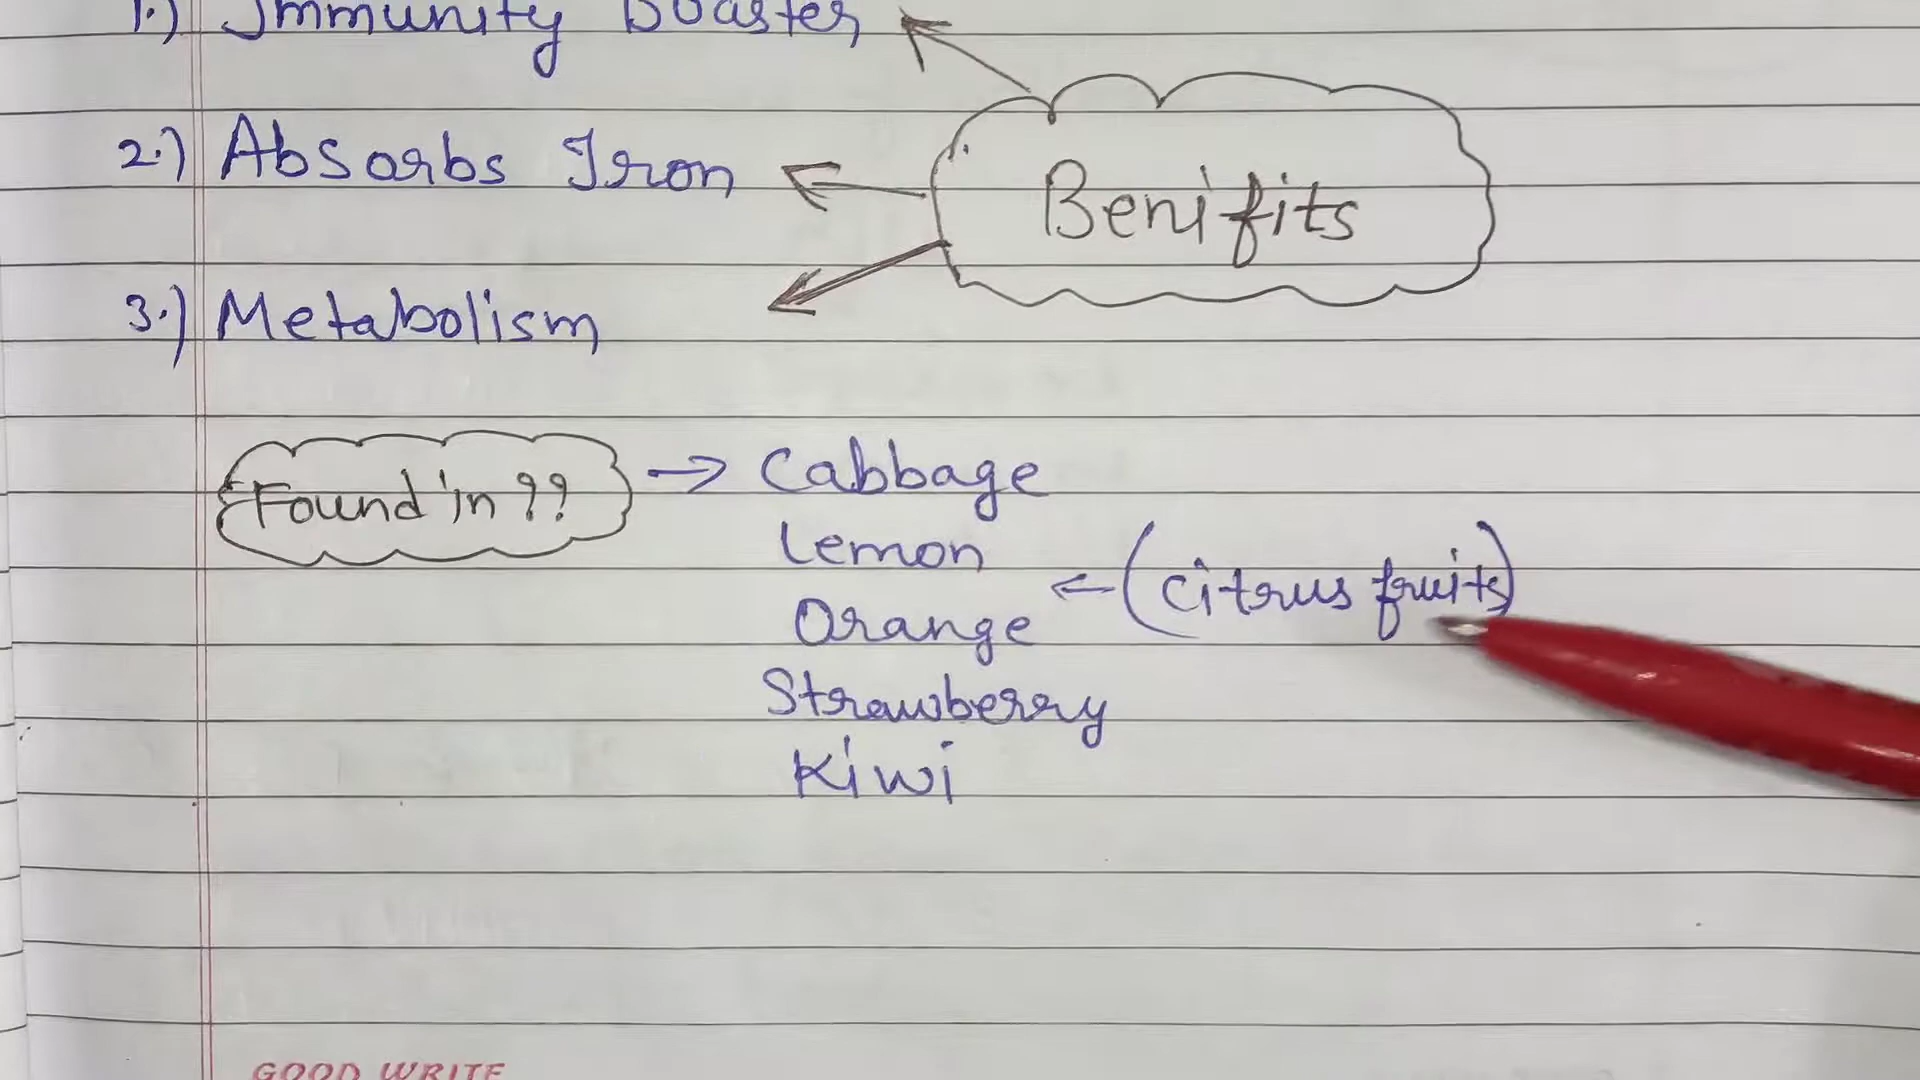 1.) Immunity Booster
2.) Absorbs Iron
Benifits
3.) Metabolism
Found in ?? → Cabbage
Lemon
Orange ← (citrus fruits)
Strawberry
Kiwi
GOOD WRITE